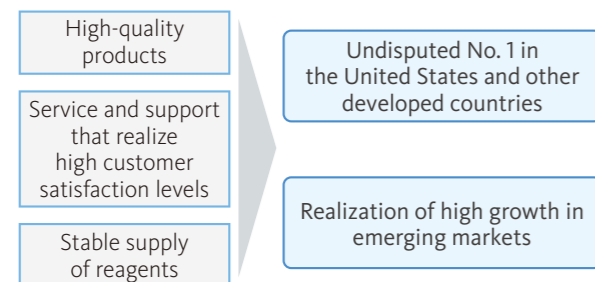 High-quality
products
Service and support
that realize
high customer
satisfaction levels
Stable supply
of reagents
Undisputed No. 1 in
the United States and other
developed countries
Realization of high growth in
emerging markets